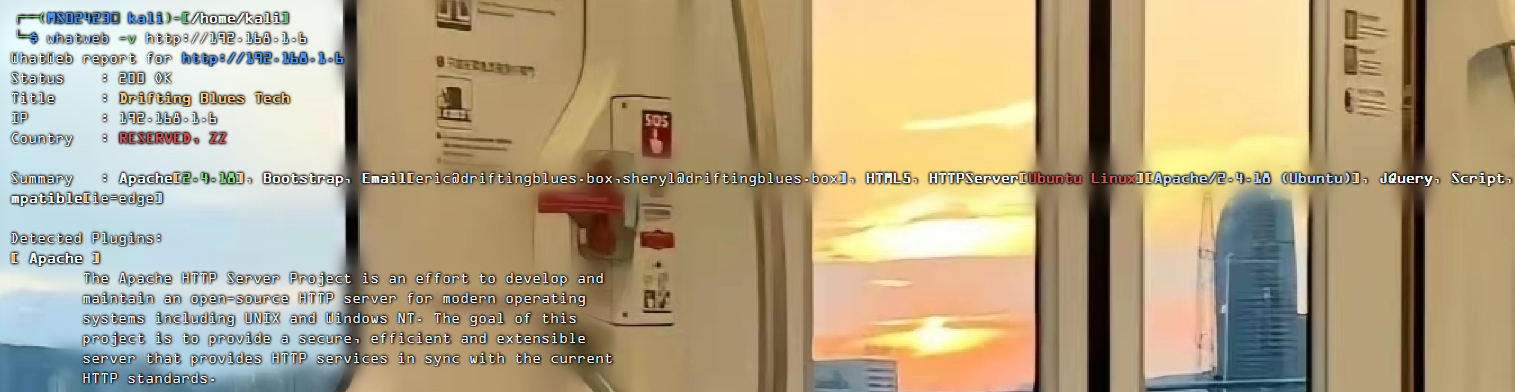 ┌──(MS02423㉿kali)-[/home/kali]
└─$ whatweb -v http://192.168.1.6
WhatWeb report for http://192.168.1.6
Status    : 200 OK
Title     : Drifting Blues Tech
IP        : 192.168.1.6
Country   : RESERVED, ZZ
Summary   : Apache[2.4.18], Bootstrap, Email[eric@driftingblues.box,sheryl@driftingblues.box], HTML5, HTTPServer[Ubuntu Linux][Apache/2.4.18 (Ubuntu)], JQuery, Script,
mpatible[ie=edge]
Detected Plugins:
[ Apache ]
The Apache HTTP Server Project is an effort to develop and
maintain an open-source HTTP server for modern operating
systems including UNIX and Windows NT. The goal of this
project is to provide a secure, efficient and extensible
server that provides HTTP services in sync with the current
HTTP standards.
SOS